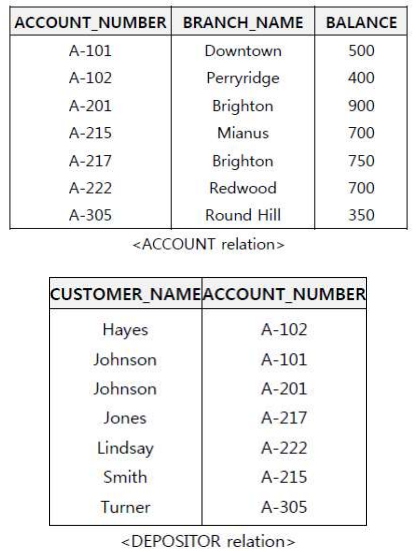 ACCOUNT_NUMBER BRANCH_NAME BALANCE
A-101 Downtown 500
A-102 Perryridge 400
A-201 Brighton 900
A-215 Mianus 700
A-217 Brighton 750
A-222 Redwood 700
A-305 Round Hill 350
<ACCOUNT relation>
CUSTOMER_NAME ACCOUNT_NUMBER
Hayes A-102
Johnson A-101
Johnson A-201
Jones A-217
Lindsay A-222
Smith A-215
Turner A-305
<DEPOSITOR relation>